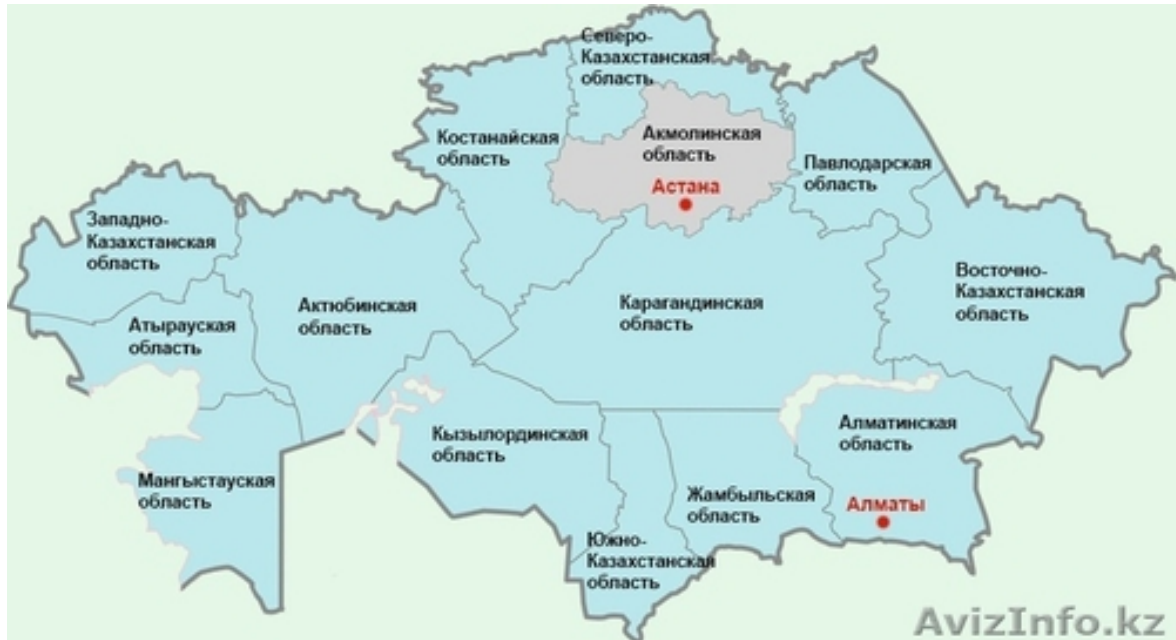 Северо-
Казахстанская
область
Костанайская
область
Акмолинская
область
Астана
Павлодарская
область
Западно-
Казахстанская
область
Актюбинская
область
Атырауская
область
Карагандинская
область
Восточно-
Казахстанская
область
Мангыстауская
область
Кызылординская
область
Алматинская
область
Жамбыльская
область
Алматы
Южно-
Казахстанская
область
AvizInfo.kz